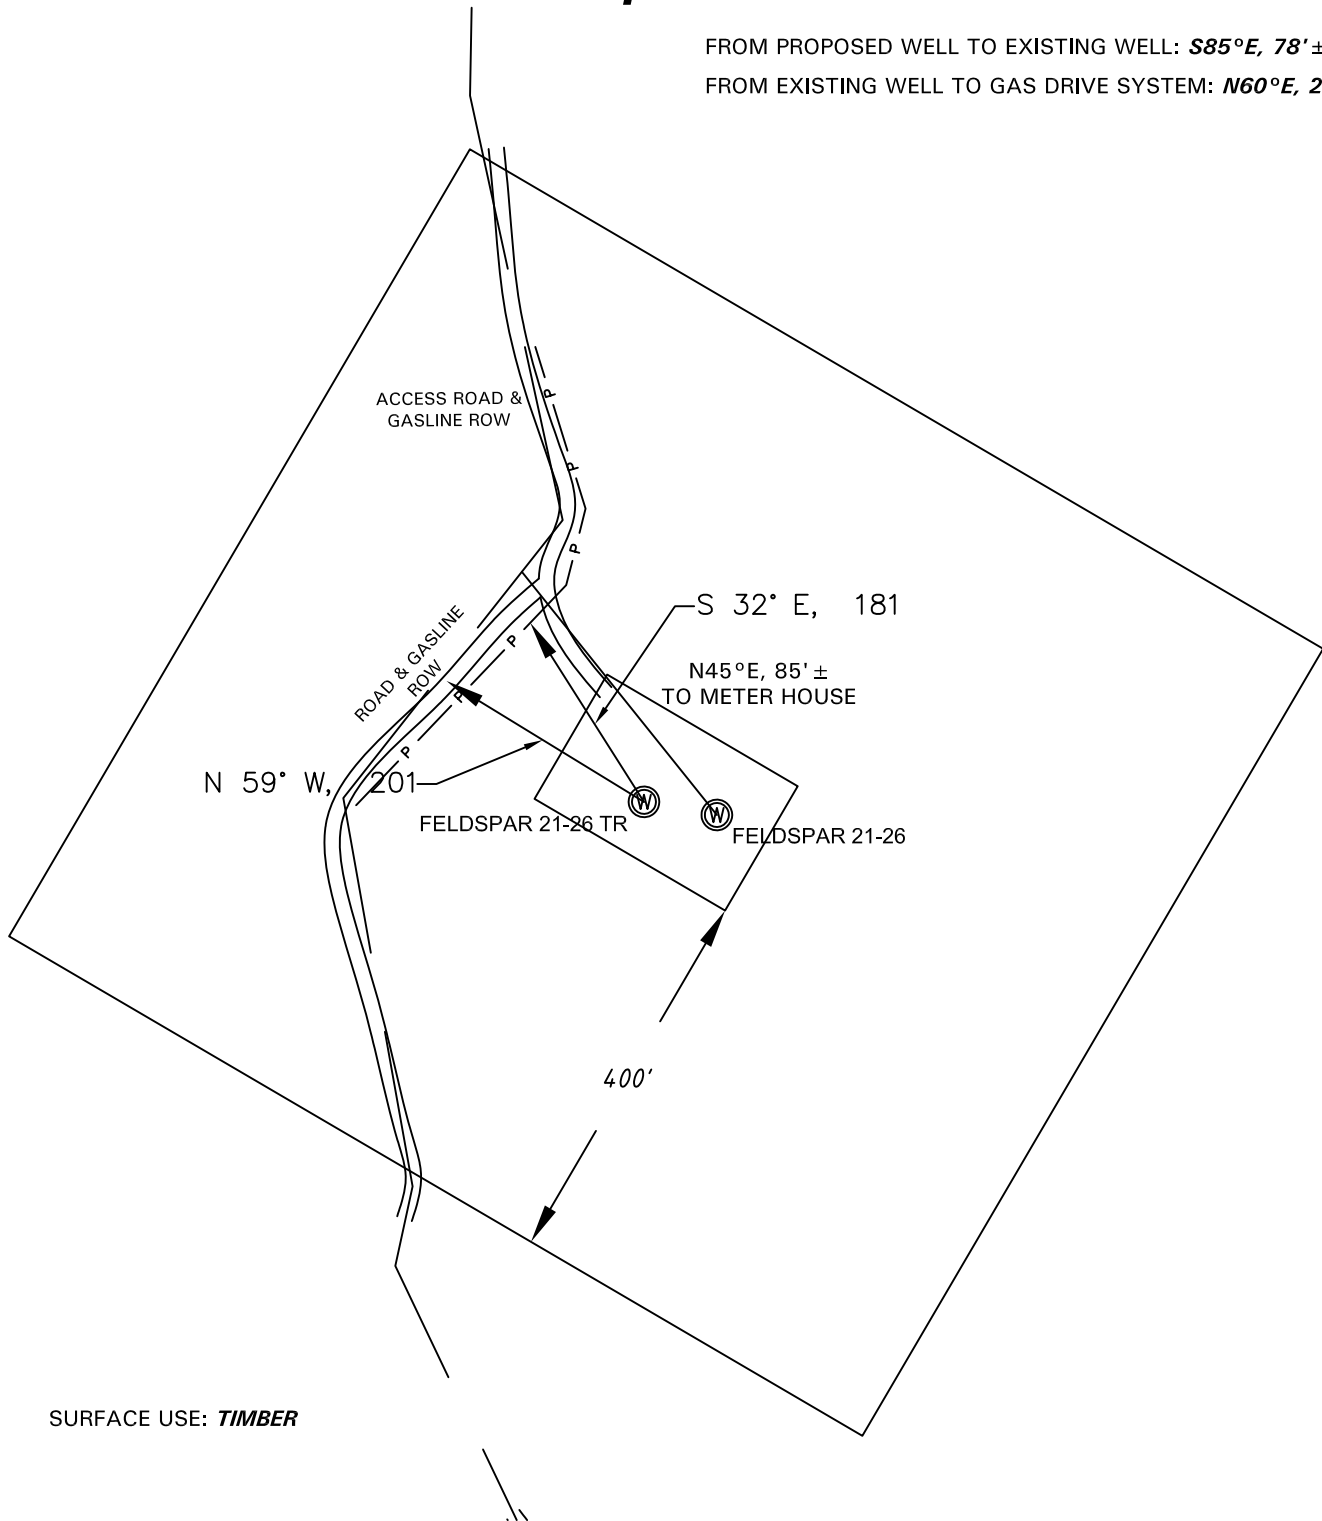 FROM PROPOSED WELL TO EXISTING WELL: S85°E, 78'±
FROM EXISTING WELL TO GAS DRIVE SYSTEM: N60°E, 2
ACCESS ROAD &
GASLINE ROW
P
P
P
S 32° E, 181
ROAD & GASLINE
ROW
P
P
P
N45°E, 85'±
TO METER HOUSE
N 59° W, 201
W
W
FELDSPAR 21-26 TR
FELDSPAR 21-26
400'
SURFACE USE: TIMBER